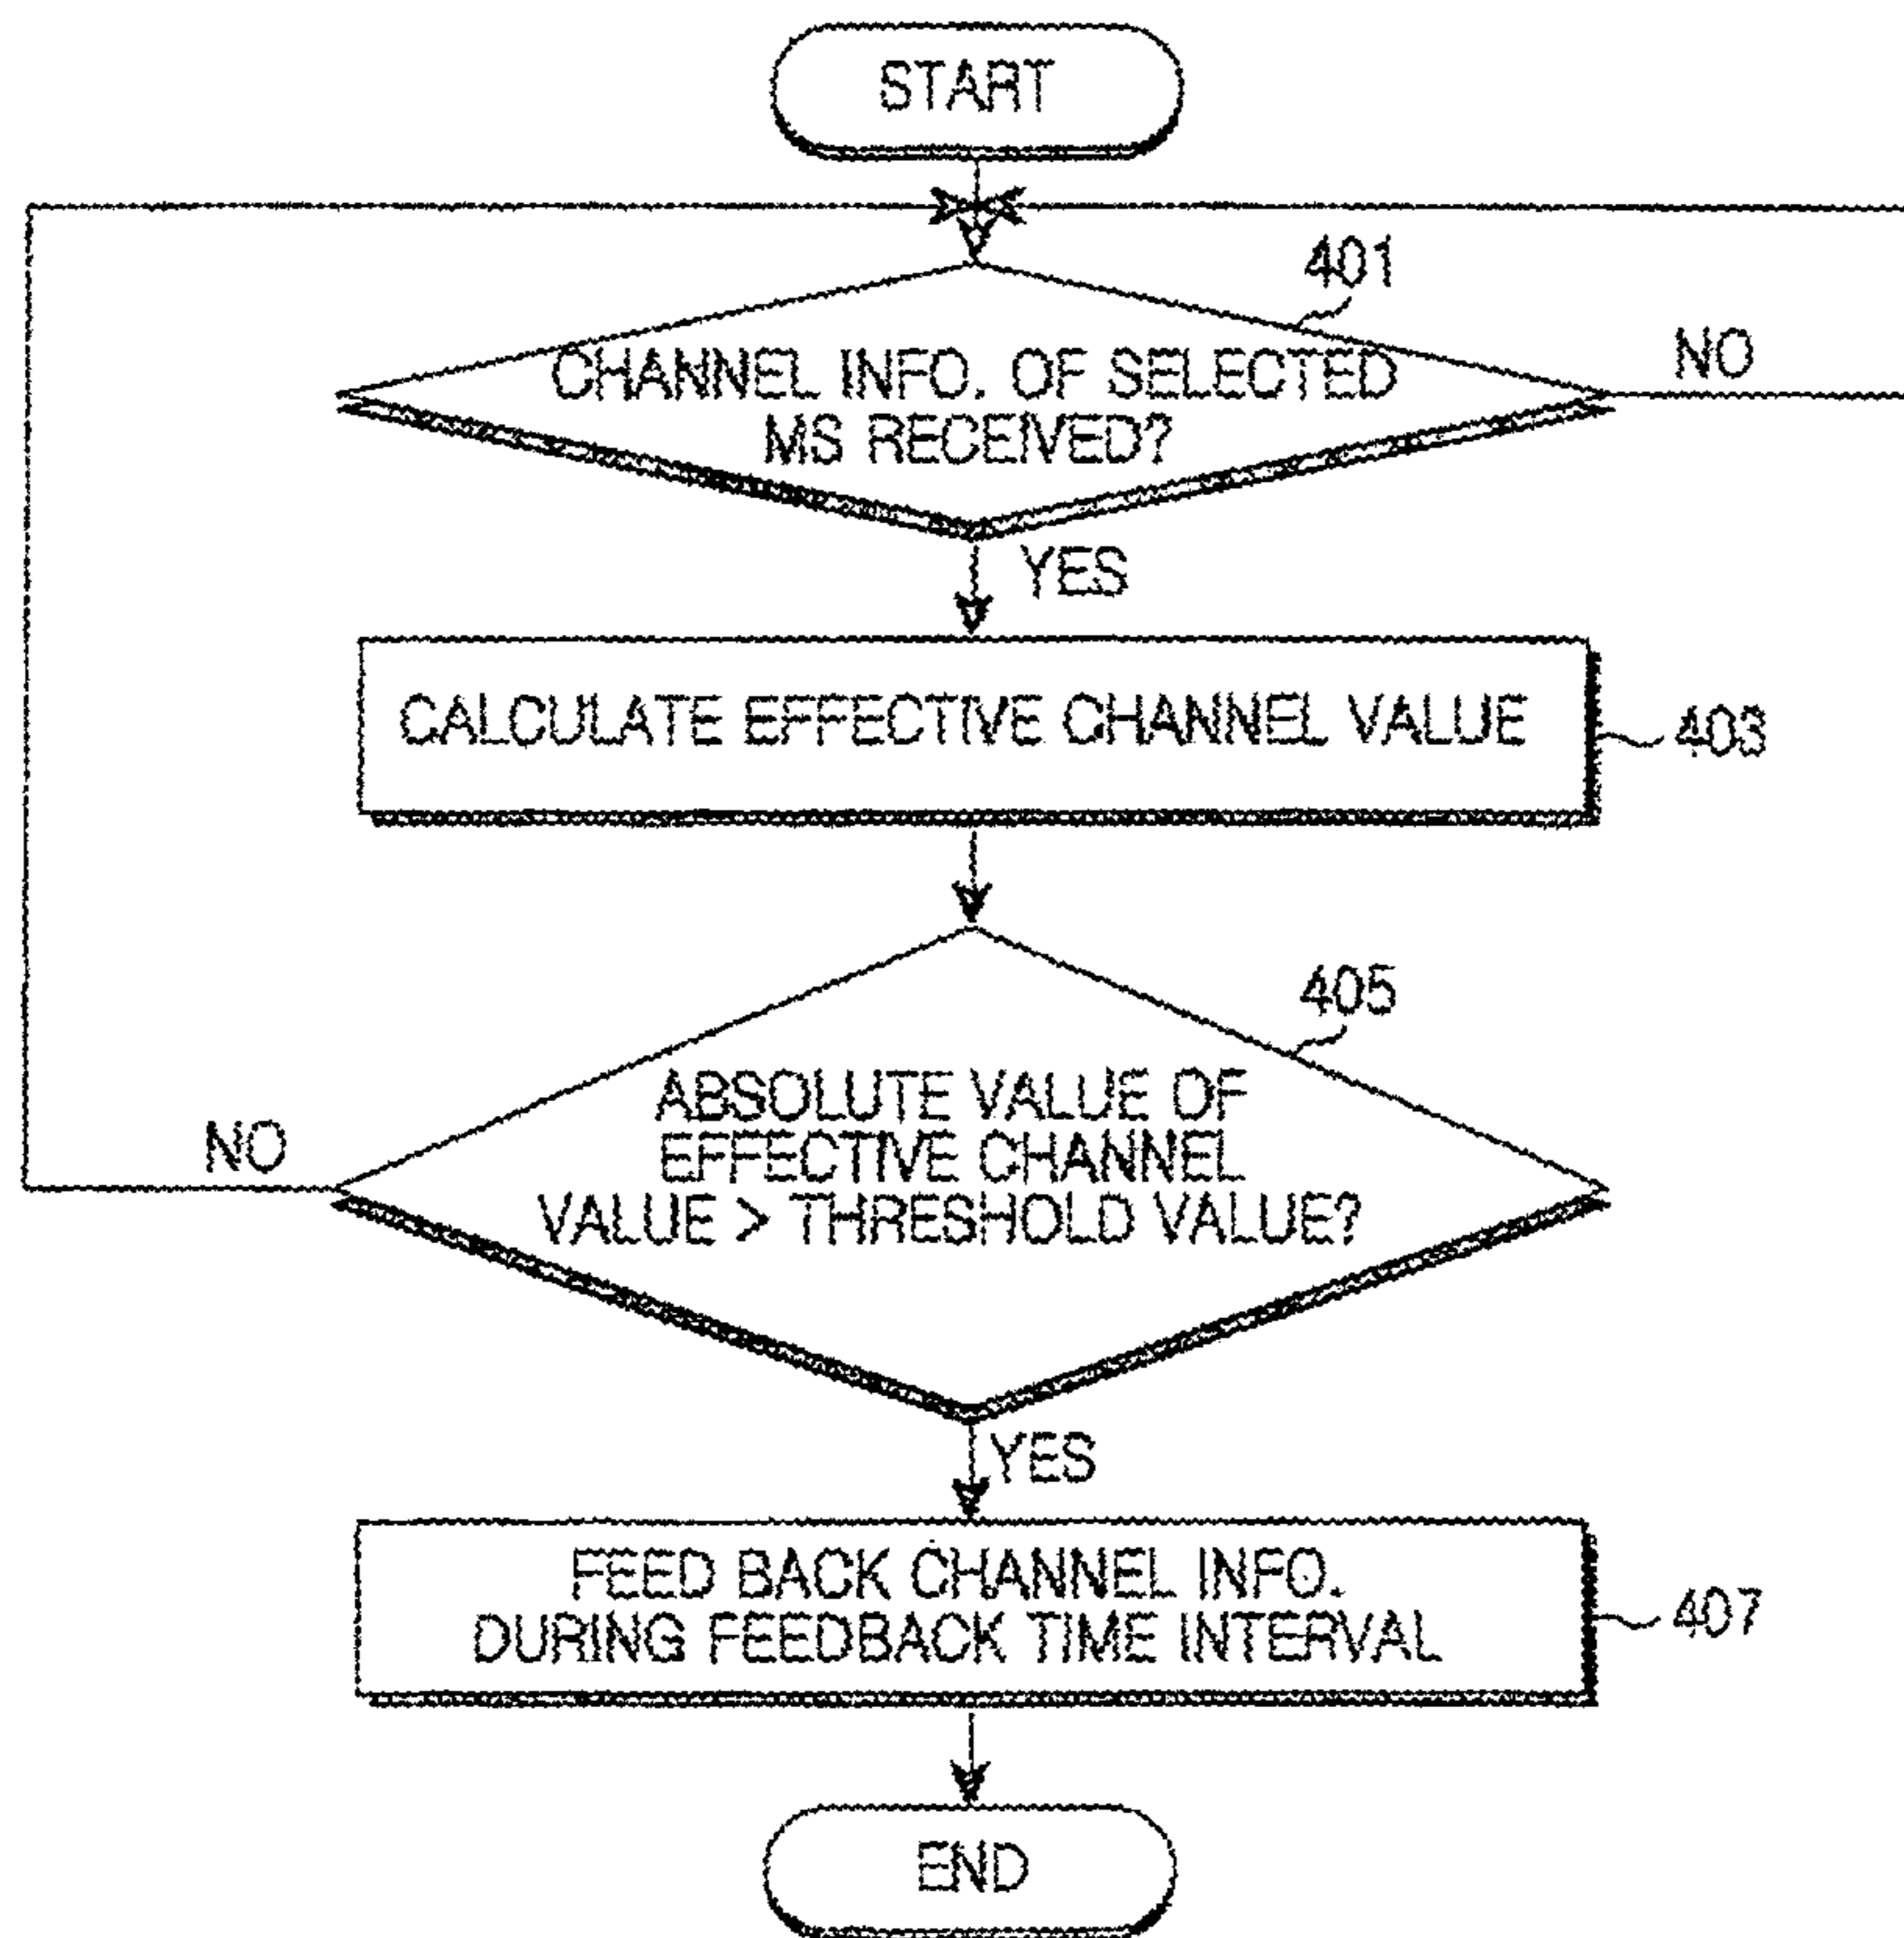 START
401
CHANNEL INFO. OF SELECTED
MS RECEIVED?
NO
YES
CALCULATE EFFECTIVE CHANNEL VALUE
403
405
ABSOLUTE VALUE OF
EFFECTIVE CHANNEL
VALUE > THRESHOLD VALUE?
NO
YES
FEED BACK CHANNEL INFO.
DURING FEEDBACK TIME INTERVAL
407
END